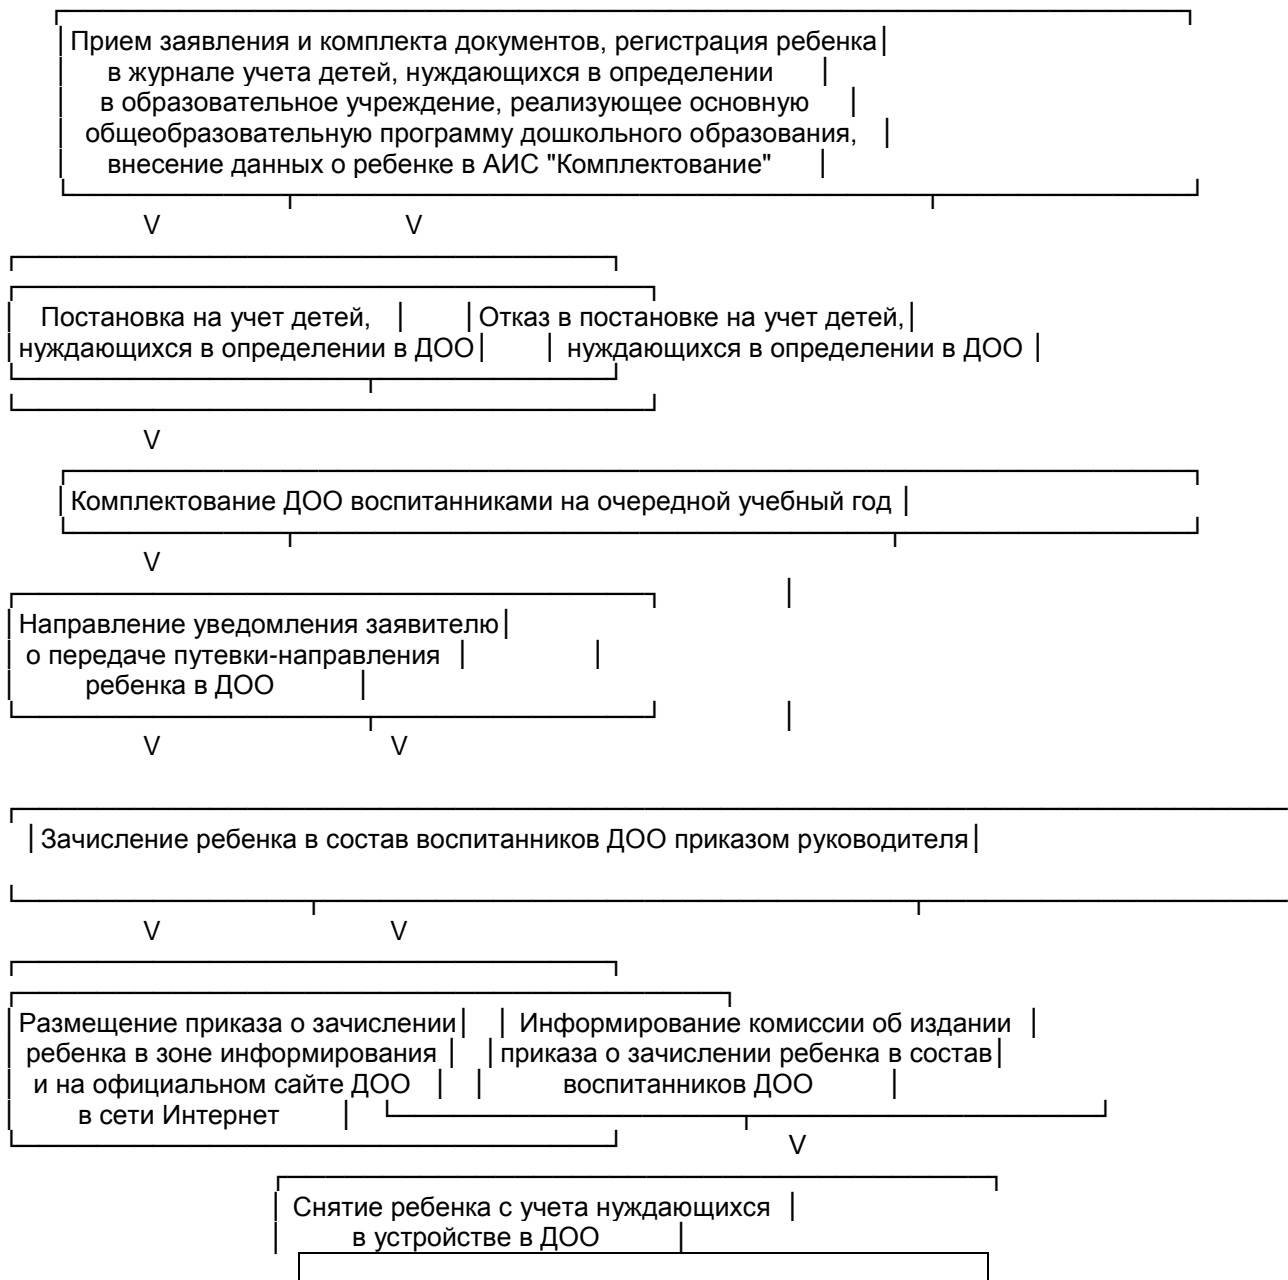 Прием заявления и комплекта документов, регистрация ребенка
в журнале учета детей, нуждающихся в определении
в образовательное учреждение, реализующее основную
общеобразовательную программу дошкольного образования,
внесение данных о ребенке в АИС "Комплектование"
V V
Постановка на учет детей, Отказ в постановке на учет детей,
нуждающихся в определении в ДОО нуждающихся в определении в ДОО
V
Комплектование ДОО воспитанниками на очередной учебный год
V
Направление уведомления заявителю
о передаче путевки-направления
ребенка в ДОО
V V
Зачисление ребенка в состав воспитанников ДОО приказом руководителя
V V
Размещение приказа о зачислении Информирование комиссии об издании
ребенка в зоне информирования приказа о зачислении ребенка в состав
и на официальном сайте ДОО воспитанников ДОО
в сети Интернет
V
Снятие ребенка с учета нуждающихся
в устройстве в ДОО